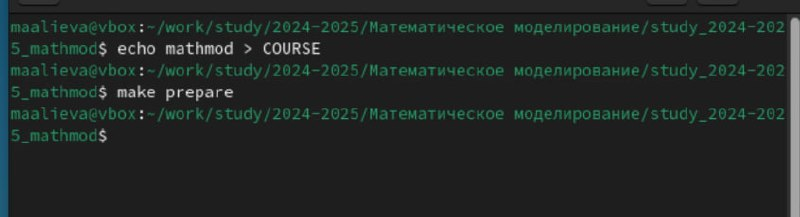 maalieva@vbox:~/work/study/2024-2025/Математическое моделирование/study_2024-202
5_mathmod$ echo mathmod > COURSE
maalieva@vbox:~/work/study/2024-2025/Математическое моделирование/study_2024-202
5_mathmod$ make prepare
maalieva@vbox:~/work/study/2024-2025/Математическое моделирование/study_2024-202
5_mathmod$